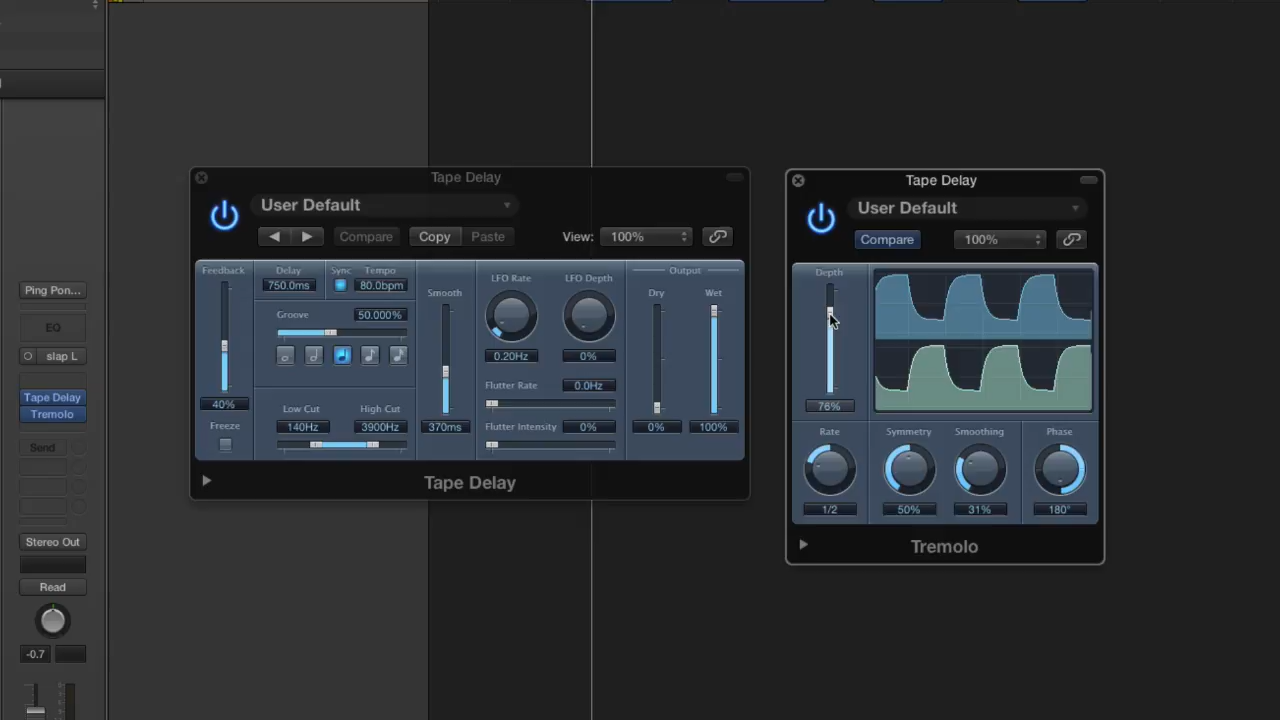 Ping Pon...
EQ
slap L
Tape Delay
Tremolo
Send
Stereo Out
Read
-0.7
Tape Delay
User Default
Compare
Copy
Paste
View:
100%
Feedback
40%
Freeze
Delay
750.0ms
Sync
Tempo
80.0bpm
Groove
50.000%
Low Cut
140Hz
High Cut
3900Hz
Smooth
370ms
LFO Rate
0.20Hz
LFO Depth
0%
Flutter Rate
0.0Hz
Flutter Intensity
0%
Output
Dry
0%
Wet
100%
Tape Delay
Tape Delay
User Default
Compare
100%
Depth
76%
Rate
1/2
Symmetry
50%
Smoothing
31%
Phase
180°
Tremolo